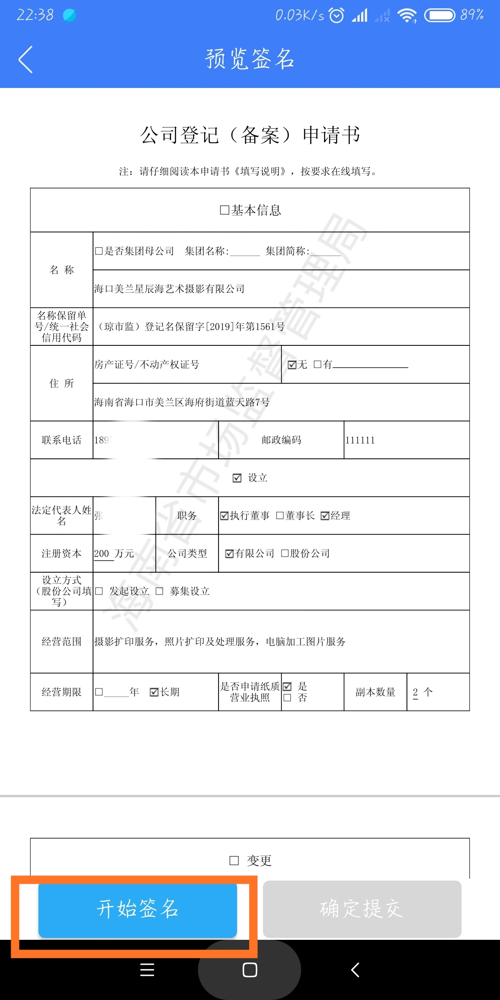 22:38 0.03K/s 89%
预览签名
公司登记（备案）申请书
注：请仔细阅读本申请书《填写说明》，按要求在线填写。
□基本信息
名 称
□是否集团母公司 集团名称:______ 集团简称:______
海口美兰星辰海艺术摄影有限公司
名称保留单号/统一社会信用代码
（琼市监）登记名保留字[2019]年第1561号
住 所
房产证号/不动产权证号
☑无 □有
海南省海口市美兰区海府街道蓝天路7号
联系电话
189
邮政编码
111111
☑ 设立
法定代表人姓名
张
职务
☑执行董事 □董事长 ☑经理
注册资本
200 万元
公司类型
☑有限公司 □股份公司
设立方式
（股份公司填写）
□ 发起设立 □ 募集设立
经营范围
摄影扩印服务，照片扩印及处理服务，电脑加工图片服务
经营期限
□_____年 ☑长期
是否申请纸质营业执照
☑ 是
□ 否
副本数量
2 个
海南省市场监督管理局
□ 变更
开始签名
确定提交